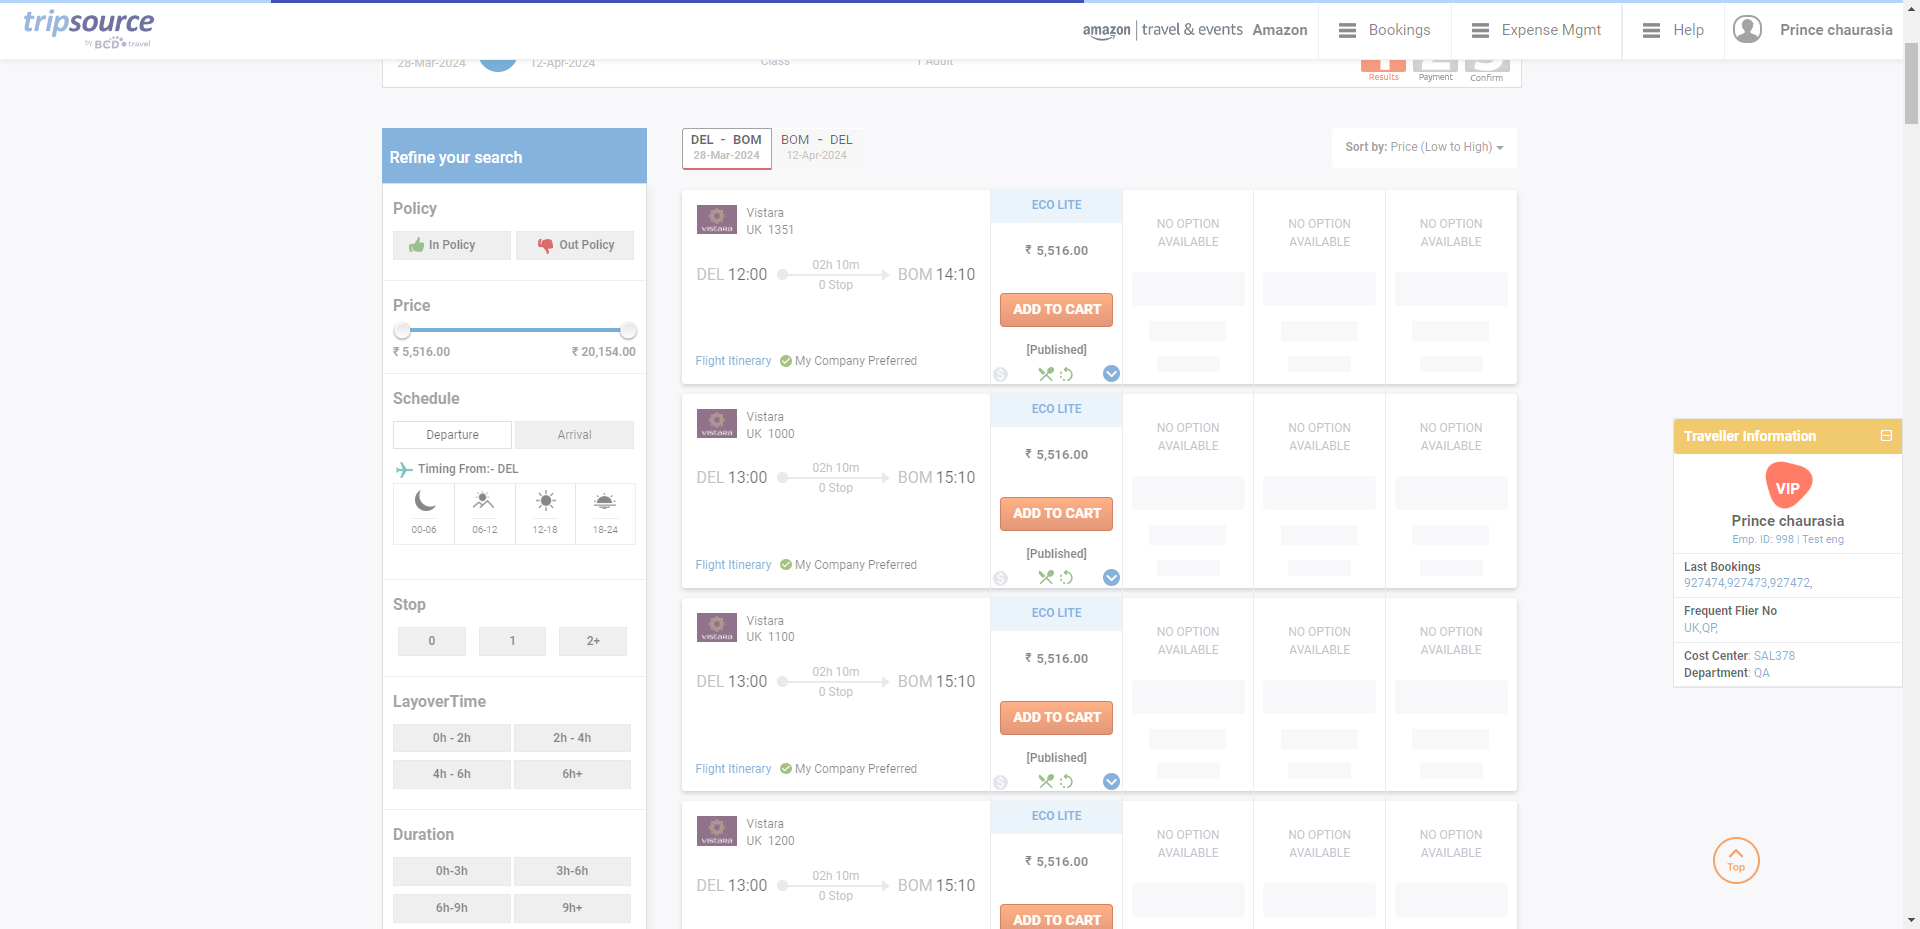 tripsource
by BCD travel
amazon | travel & events Amazon
Bookings
Expense Mgmt
Help
Prince chaurasia
28-Mar-2024
12-Apr-2024
Class
1 Adult
Results
Payment
Confirm
Refine your search
Policy
In Policy
Out Policy
Price
₹ 5,516.00
₹ 20,154.00
Schedule
Departure
Arrival
Timing From:- DEL
00-06
06-12
12-18
18-24
Stop
0
1
2+
LayoverTime
0h - 2h
2h - 4h
4h - 6h
6h+
Duration
0h-3h
3h-6h
6h-9h
9h+
DEL - BOM
28-Mar-2024
BOM - DEL
12-Apr-2024
Sort by: Price (Low to High)
VISTARA
Vistara
UK 1351
DEL 12:00
02h 10m
0 Stop
BOM 14:10
Flight Itinerary
My Company Preferred
ECO LITE
₹ 5,516.00
ADD TO CART
[Published]
NO OPTION
AVAILABLE
NO OPTION
AVAILABLE
NO OPTION
AVAILABLE
VISTARA
Vistara
UK 1000
DEL 13:00
02h 10m
0 Stop
BOM 15:10
Flight Itinerary
My Company Preferred
ECO LITE
₹ 5,516.00
ADD TO CART
[Published]
NO OPTION
AVAILABLE
NO OPTION
AVAILABLE
NO OPTION
AVAILABLE
VISTARA
Vistara
UK 1100
DEL 13:00
02h 10m
0 Stop
BOM 15:10
Flight Itinerary
My Company Preferred
ECO LITE
₹ 5,516.00
ADD TO CART
[Published]
NO OPTION
AVAILABLE
NO OPTION
AVAILABLE
NO OPTION
AVAILABLE
VISTARA
Vistara
UK 1200
DEL 13:00
02h 10m
0 Stop
BOM 15:10
ECO LITE
₹ 5,516.00
ADD TO CART
NO OPTION
AVAILABLE
NO OPTION
AVAILABLE
NO OPTION
AVAILABLE
Traveller Information
VIP
Prince chaurasia
Emp. ID: 998 | Test eng
Last Bookings
927474,927473,927472,
Frequent Flier No
UK,QP,
Cost Center: SAL378
Department: QA
Top